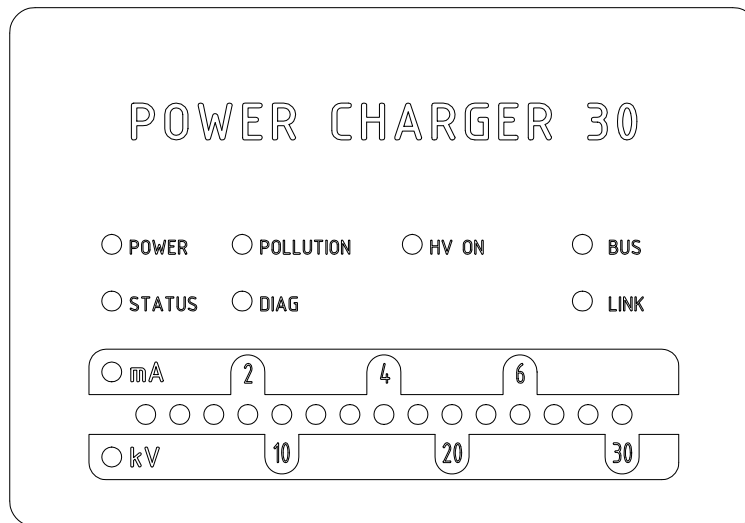 POWER CHARGER 30
POWER POLLUTION HV ON BUS
STATUS DIAG LINK
mA 2 4 6
kV 10 20 30